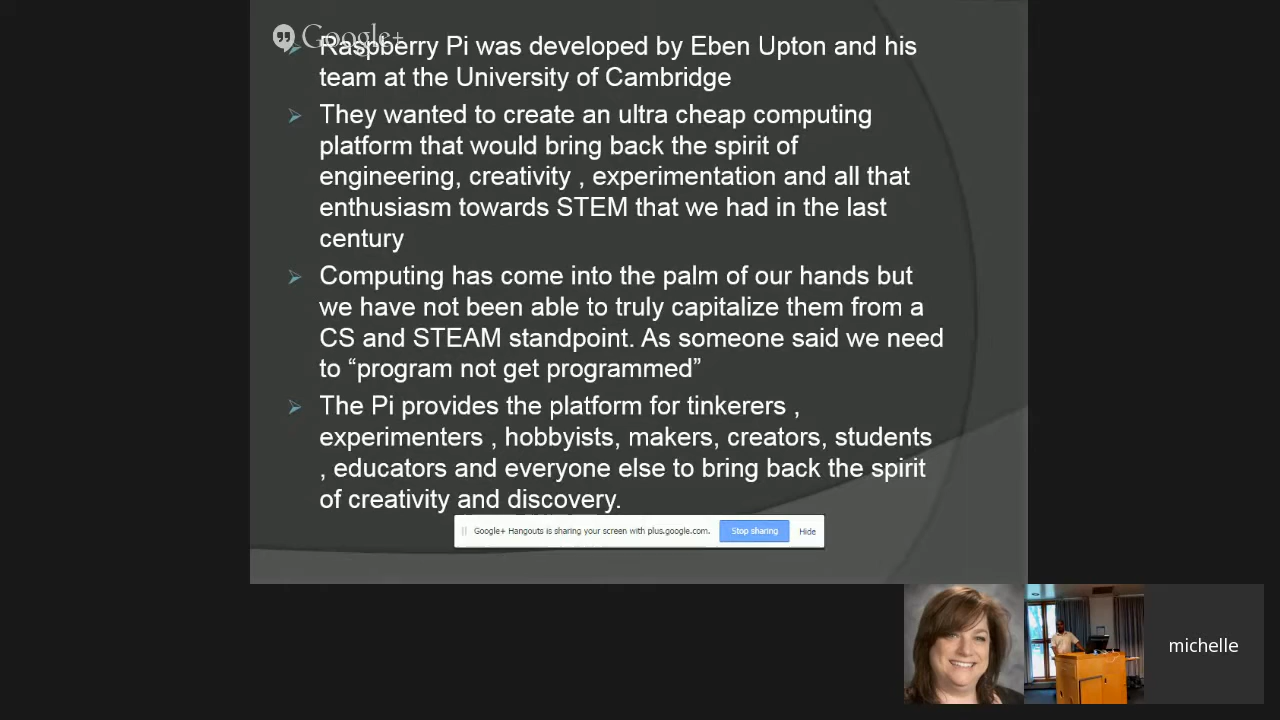 Google+
Raspberry Pi was developed by Eben Upton and his
team at the University of Cambridge
They wanted to create an ultra cheap computing
platform that would bring back the spirit of
engineering, creativity , experimentation and all that
enthusiasm towards STEM that we had in the last
century
Computing has come into the palm of our hands but
we have not been able to truly capitalize them from a
CS and STEAM standpoint. As someone said we need
to “program not get programmed”
The Pi provides the platform for tinkerers ,
experimenters , hobbyists, makers, creators, students
, educators and everyone else to bring back the spirit
of creativity and discovery.
Google+ Hangouts is sharing your screen with plus.google.com. Stop sharing Hide
michelle